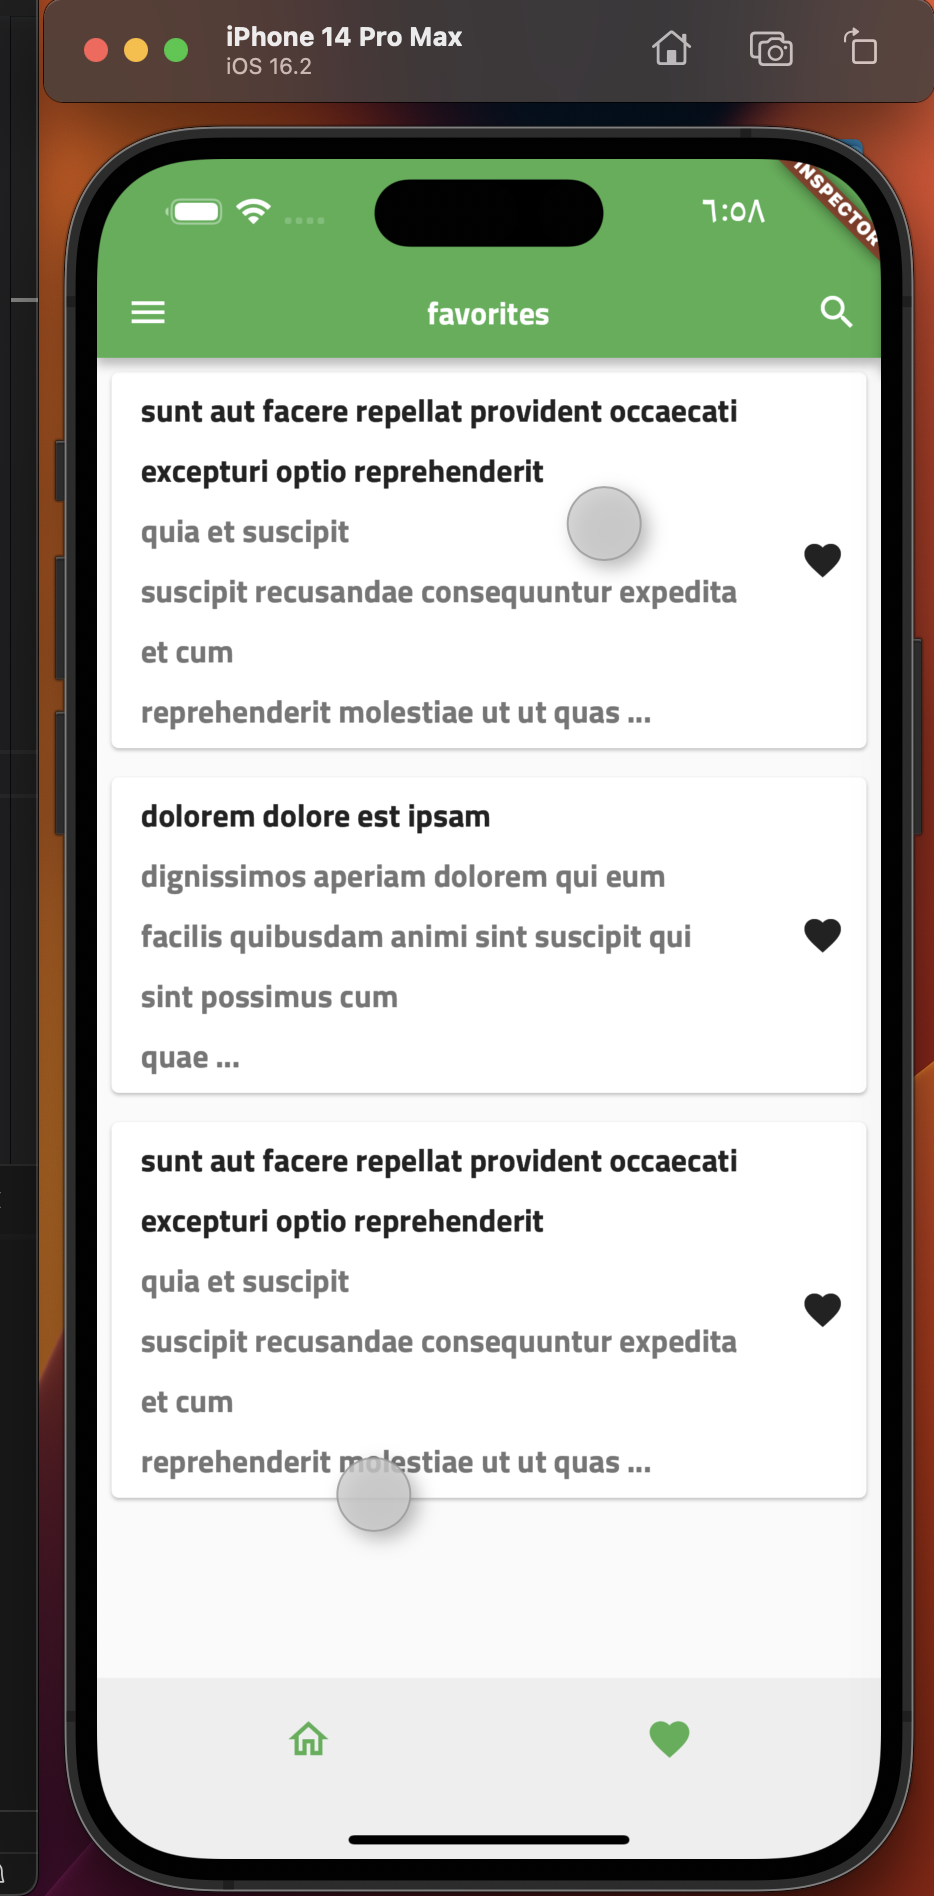 iPhone 14 Pro Max
iOS 16.2
٦:٥٨
INSPECTOR
favorites
sunt aut facere repellat provident occaecati
excepturi optio reprehenderit
quia et suscipit
suscipit recusandae consequuntur expedita
et cum
reprehenderit molestiae ut ut quas ...
dolorem dolore est ipsam
dignissimos aperiam dolorem qui eum
facilis quibusdam animi sint suscipit qui
sint possimus cum
quae ...
sunt aut facere repellat provident occaecati
excepturi optio reprehenderit
quia et suscipit
suscipit recusandae consequuntur expedita
et cum
reprehenderit molestiae ut ut quas ...